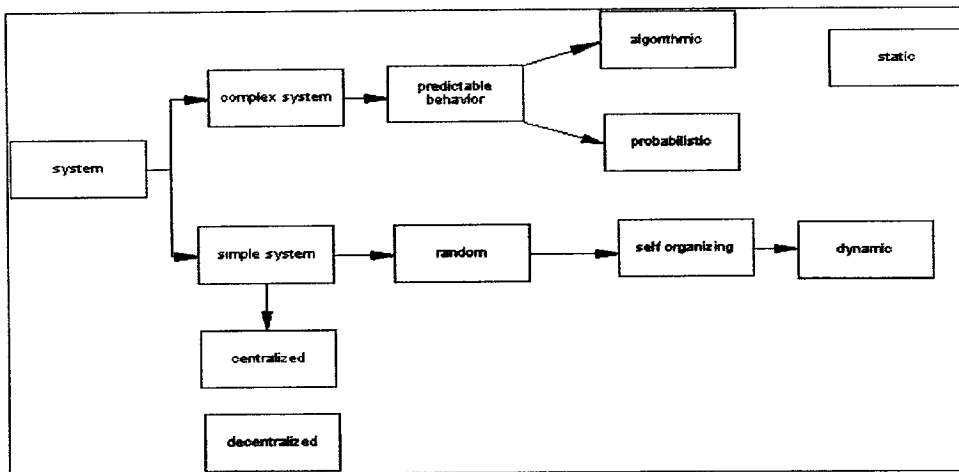 algorithmic
static
complex system
predictable
behavior
probabilistic
system
simple system
random
self organizing
dynamic
centralized
decentralized